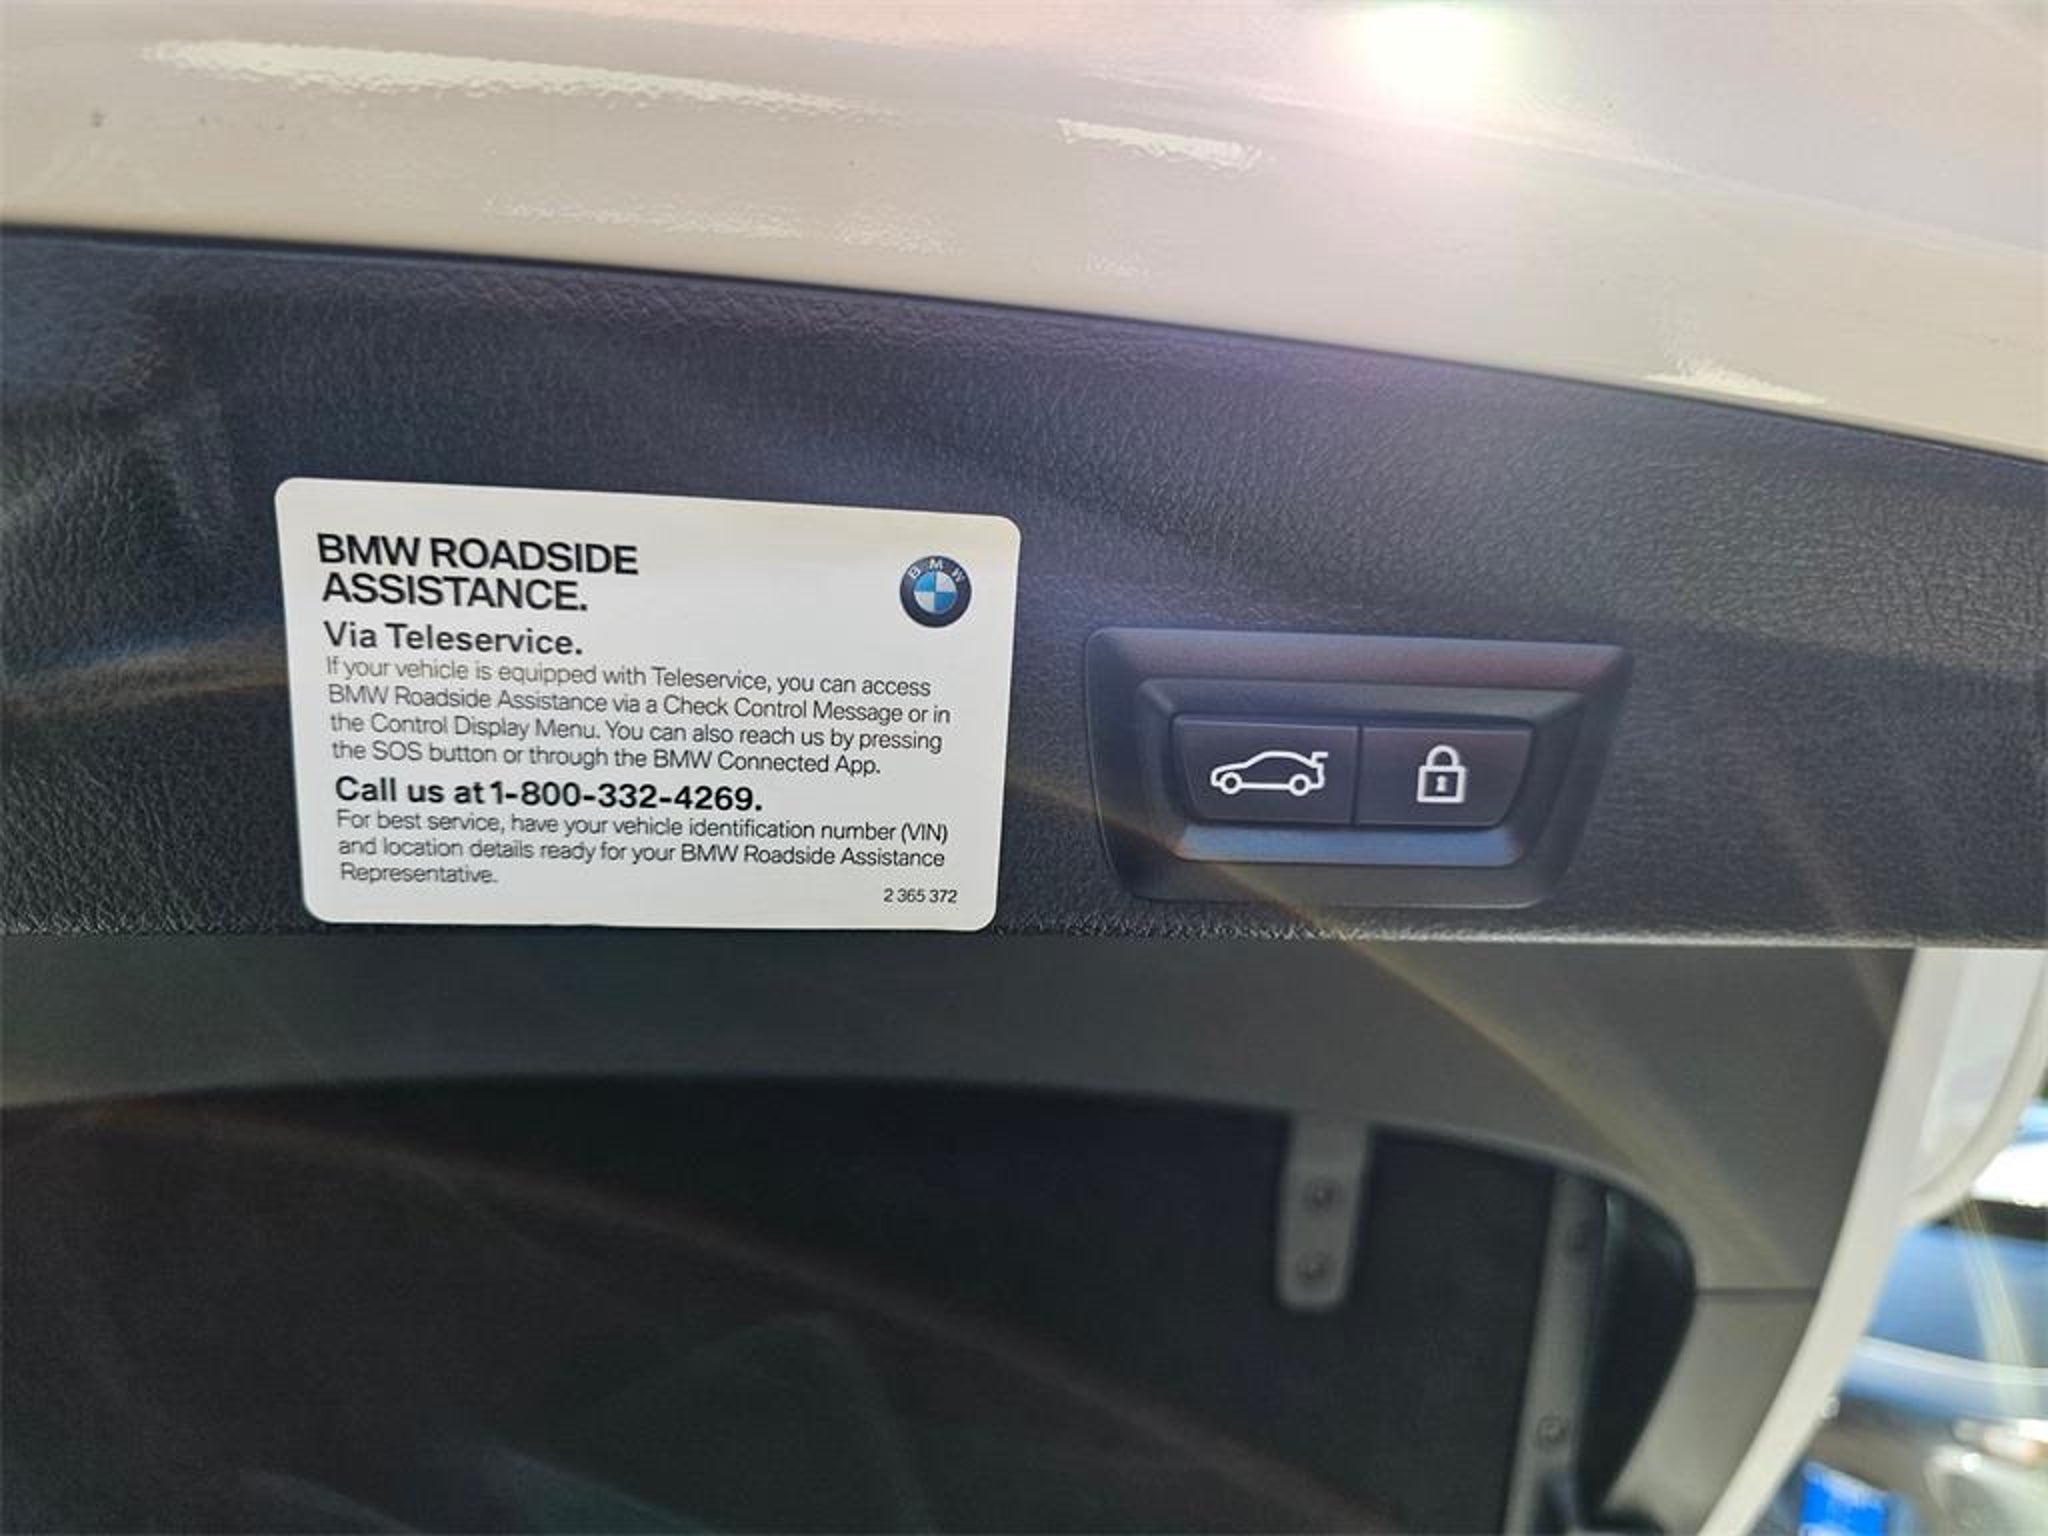 BMW ROADSIDE
ASSISTANCE.
BMW
Via Teleservice.
If your vehicle is equipped with Teleservice, you can access
BMW Roadside Assistance via a Check Control Message or in
the Control Display Menu. You can also reach us by pressing
the SOS button or through the BMW Connected App.
Call us at 1-800-332-4269.
For best service, have your vehicle identification number (VIN)
and location details ready for your BMW Roadside Assistance
Representative.
2 365 372